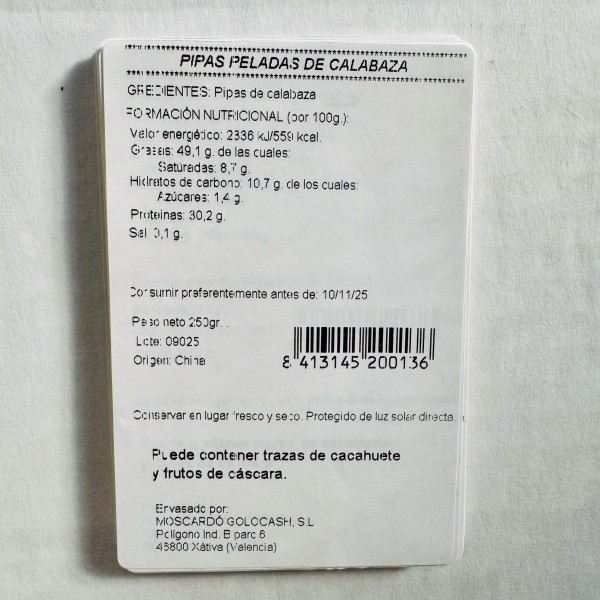 PIPAS PELADAS DE CALABAZA
GREDIENTES: Pipas de calabaza
FORMACIÓN NUTRICIONAL (por 100g.):
Valor energético: 2336 kJ/559 kcal.
Grasas: 49,1 g. de las cuales:
Saturadas: 8,7 g.
Hidratos de carbono: 10,7 g. de los cuales:
Azúcares: 1,4 g.
Proteinas: 30,2 g.
Sal: 0,1 g.
Consumir preferentemente antes de: 10/11/25
Peso neto 250gr.
Lote: 09025
Origen: China
8 413145 200136
Conservar en lugar fresco y seco. Protegido de luz solar directa.
Puede contener trazas de cacahuete
y frutos de cáscara.
Envasado por:
MOSCARDÓ GOLOCASH, S.L
Polígono Ind. B parc 6
46800 Xátiva (Valencia)